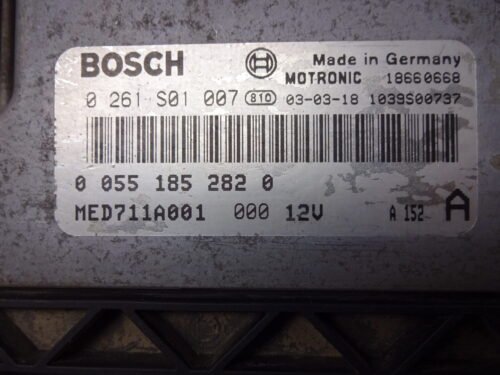 BOSCH Made in Germany
MOTRONIC 18660668
0 261 S01 007 810 03-03-18 1039S00737
0 055 185 282 0
MED711A001 000 12V A 152 A